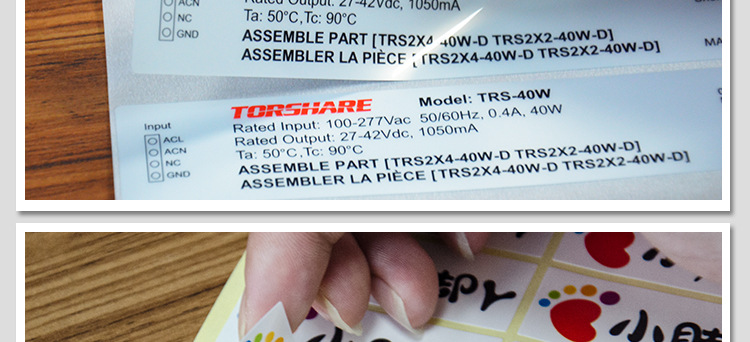 ACN
NC
GND
Rated Output: 27-42Vdc, 1050mA
Ta: 50°C,Tc: 90°C
ASSEMBLE PART [TRS2X4-40W-D TRS2X2-40W-D]
ASSEMBLER LA PIÈCE [TRS2X4-40W-D TRS2X2-40W-D]
MA
TORSHARE
Model: TRS-40W
Input
ACL
ACN
NC
GND
Rated Input: 100-277Vac 50/60Hz, 0.4A, 40W
Rated Output: 27-42Vdc, 1050mA
Ta: 50°C,Tc: 90°C
ASSEMBLE PART [TRS2X4-40W-D TRS2X2-40W-D]
ASSEMBLER LA PIÈCE [TRS2X4-40W-D TRS2X2-40W-D]
小